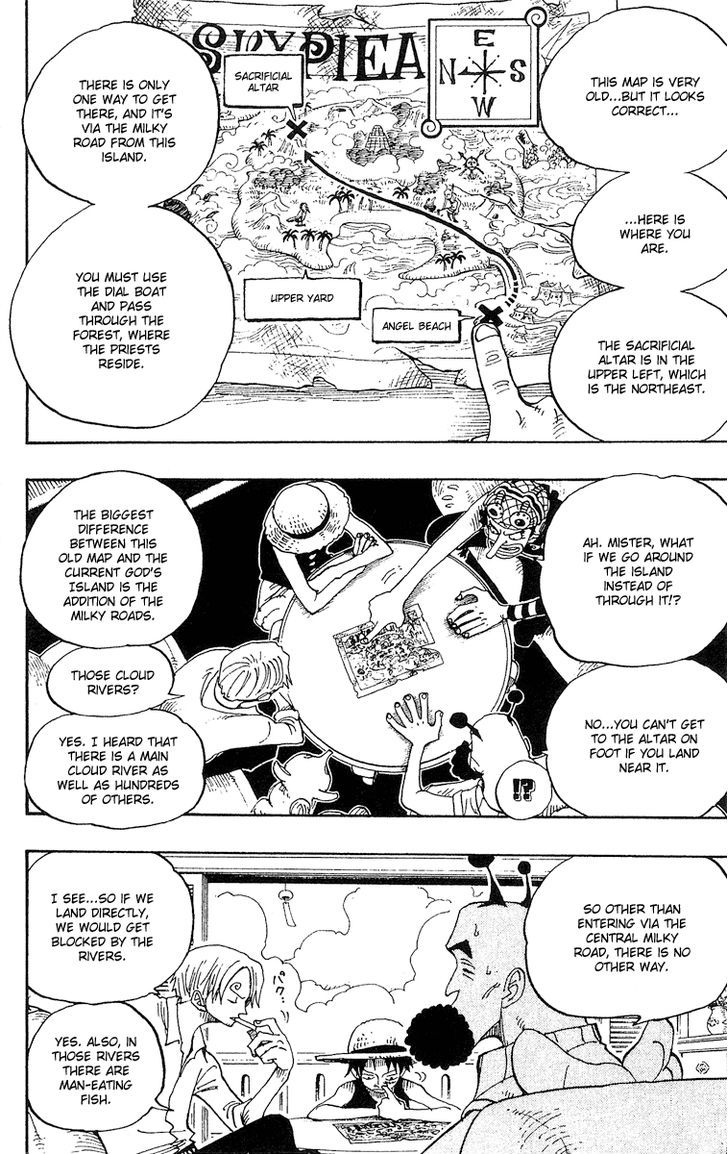 THIS MAP IS VERY
OLD...BUT IT LOOKS
CORRECT...
...HERE IS
WHERE YOU
ARE.
THE SACRIFICIAL
ALTAR IS IN THE
UPPER LEFT, WHICH
IS THE NORTHEAST.
SKYPIEA
E
N S
W
SACRIFICIAL
ALTAR
UPPER YARD
ANGEL BEACH
THERE IS ONLY
ONE WAY TO GET
THERE, AND IT'S
VIA THE MILKY
ROAD FROM THIS
ISLAND.
YOU MUST USE
THE DIAL BOAT
AND PASS
THROUGH THE
FOREST, WHERE
THE PRIESTS
RESIDE.
AH. MISTER, WHAT
IF WE GO AROUND
THE ISLAND
INSTEAD OF
THROUGH IT!?
NO...YOU CAN'T GET
TO THE ALTAR ON
FOOT IF YOU LAND
NEAR IT.
!?
THE BIGGEST
DIFFERENCE
BETWEEN THIS
OLD MAP AND THE
CURRENT GOD'S
ISLAND IS THE
ADDITION OF THE
MILKY ROADS.
THOSE CLOUD
RIVERS?
YES. I HEARD THAT
THERE IS A MAIN
CLOUD RIVER AS
WELL AS HUNDREDS
OF OTHERS.
SO OTHER THAN
ENTERING VIA THE
CENTRAL MILKY
ROAD, THERE IS NO
OTHER WAY.
I SEE...SO IF WE
LAND DIRECTLY,
WE WOULD GET
BLOCKED BY THE
RIVERS.
YES. ALSO, IN
THOSE RIVERS
THERE ARE
MAN-EATING
FISH.